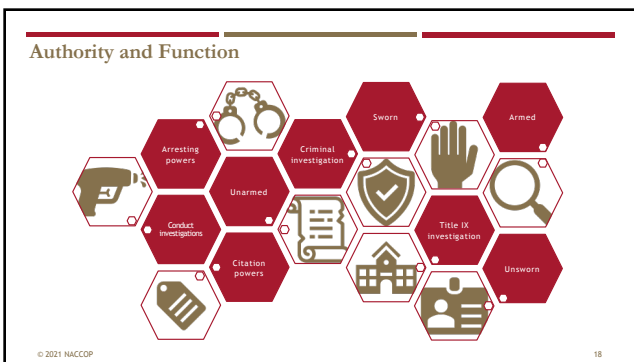 Authority and Function
Sworn
Armed
Arresting
powers
Criminal
investigation
Unarmed
Conduct
investigations
Title IX
investigation
Citation
powers
Unsworn
© 2021 NACCOP
18